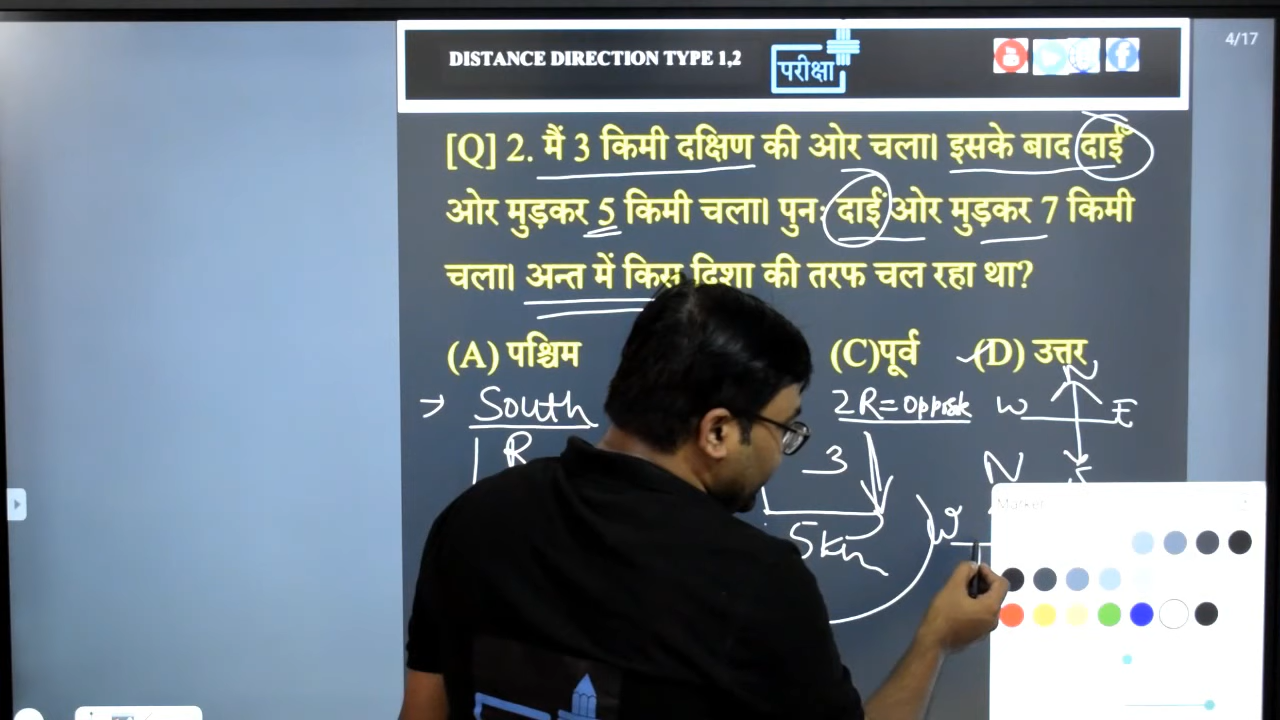 4/17
DISTANCE DIRECTION TYPE 1,2
परीक्षा
[Q] 2. मैं 3 किमी दक्षिण की ओर चला। इसके बाद दाईं
ओर मुड़कर 5 किमी चला। पुनः दाईं ओर मुड़कर 7 किमी
चला। अन्त में किस दिशा की तरफ चल रहा था?
(A) पश्चिम
(C)पूर्व
(D) उत्तर
South
2R=
N
W
E
R
3
N
5km
W
Marker